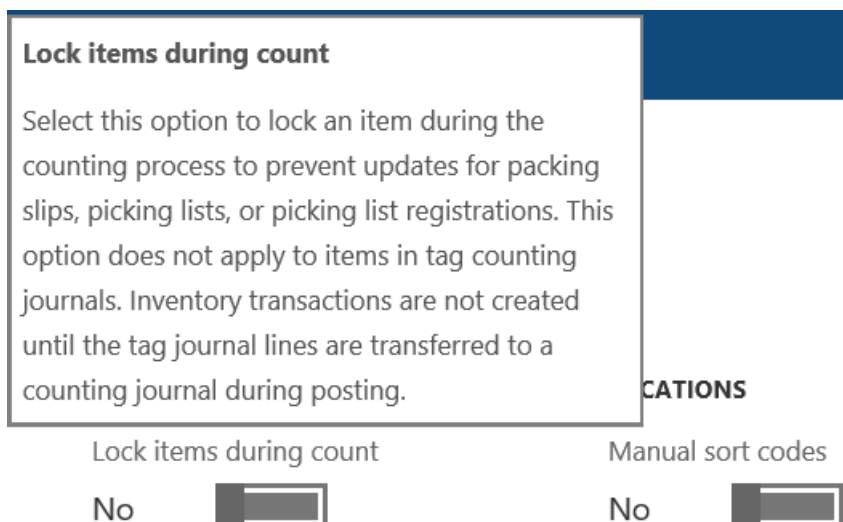 Lock items during count
Select this option to lock an item during the
counting process to prevent updates for packing
slips, picking lists, or picking list registrations. This
option does not apply to items in tag counting
journals. Inventory transactions are not created
until the tag journal lines are transferred to a
counting journal during posting.
CATIONS
Lock items during count
Manual sort codes
No
No